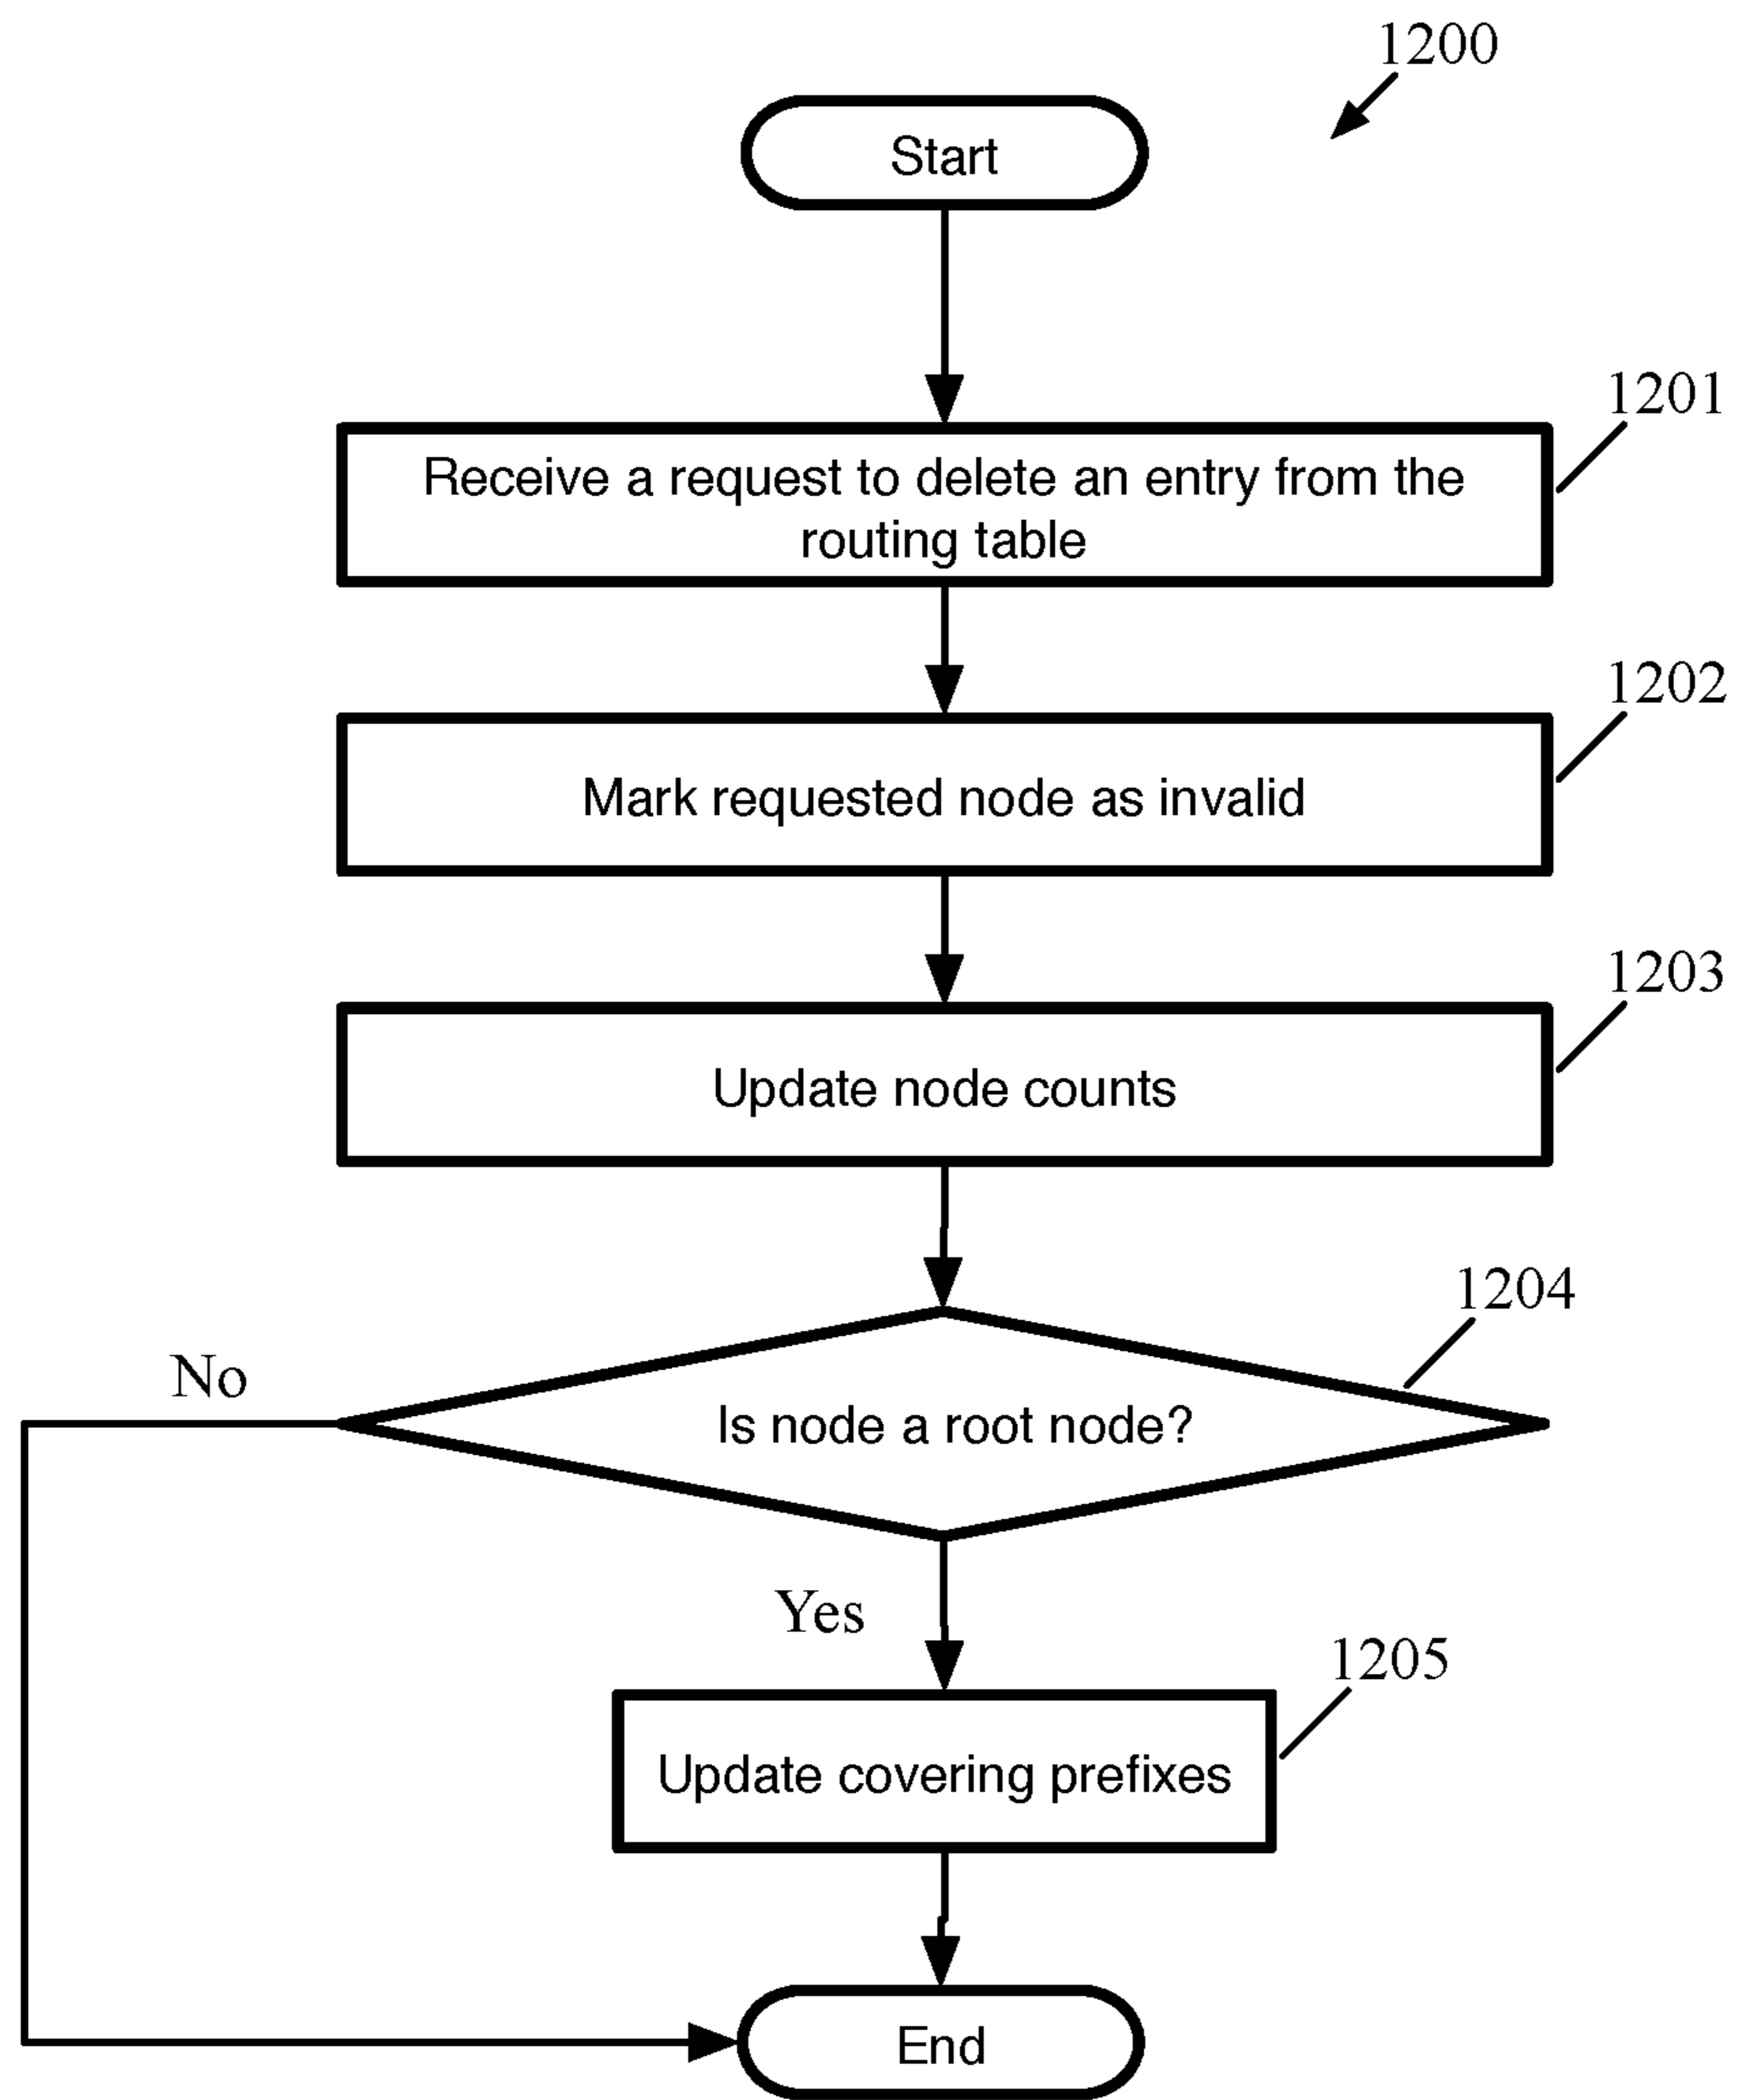 1200
Start
1201
Receive a request to delete an entry from the
routing table
1202
Mark requested node as invalid
1203
Update node counts
1204
No
Is node a root node?
Yes
1205
Update covering prefixes
End